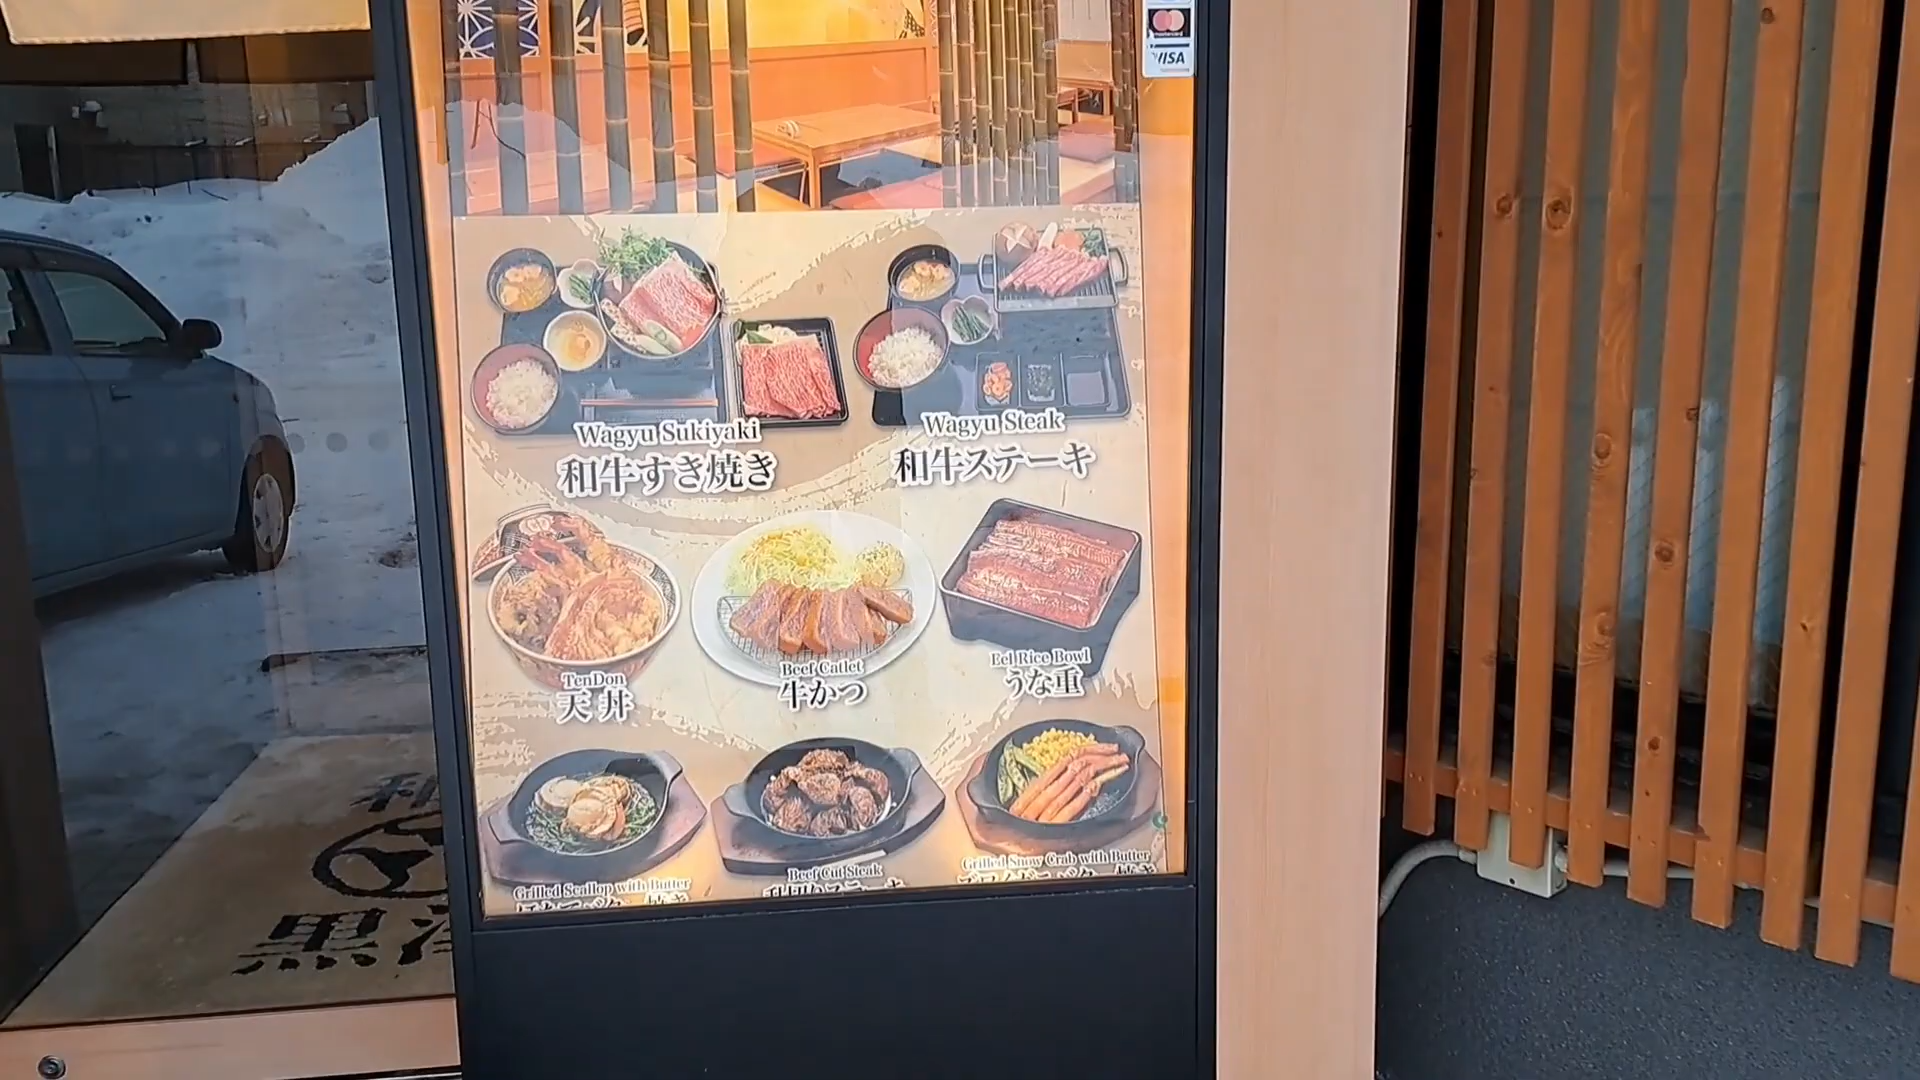 VISA
Wagyu Sukiyaki
和牛すき焼き
Wagyu Steak
和牛ステーキ
TenDon
天丼
Beef Catlet
牛かつ
Eel Rice Bowl
うな重
Grilled Scallop with Butter
Beef Cut Steak
Grilled Snow Crab with Butter
黒